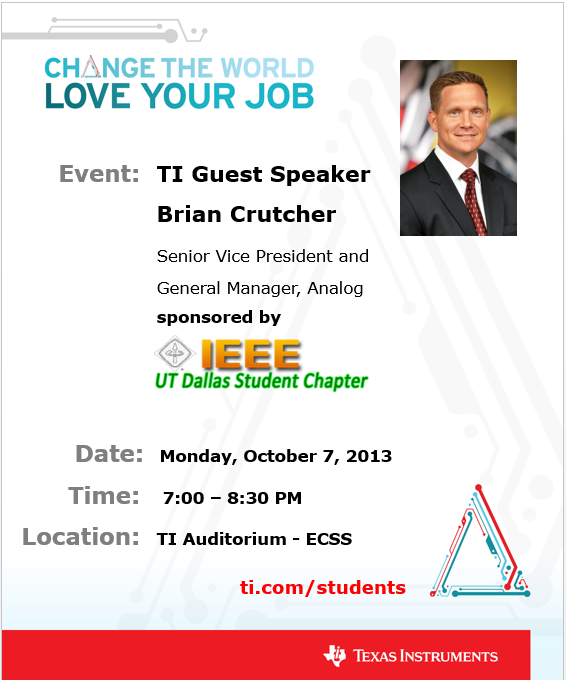 CHANGE THE WORLD
LOVE YOUR JOB
Event: TI Guest Speaker
Brian Crutcher
Senior Vice President and
General Manager, Analog
sponsored by
IEEE
UT Dallas Student Chapter
Date: Monday, October 7, 2013
Time: 7:00 – 8:30 PM
Location: TI Auditorium - ECSS
ti.com/students
TEXAS INSTRUMENTS